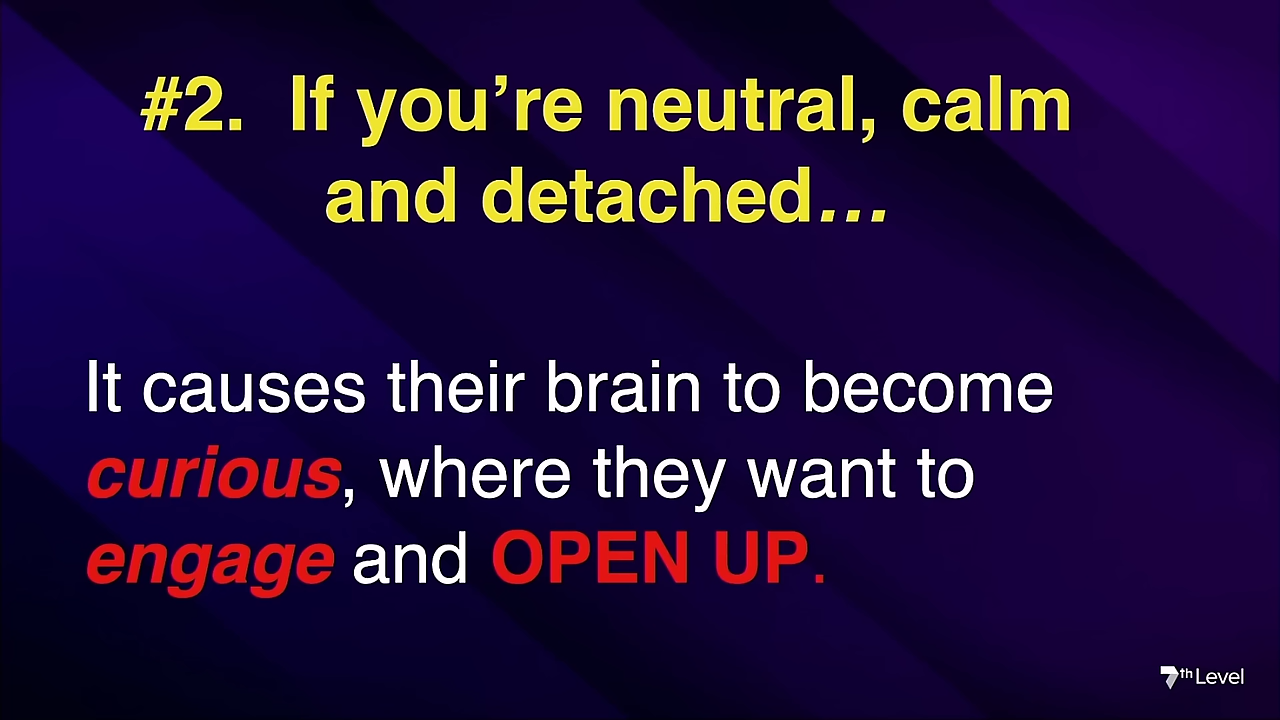 #2. If you’re neutral, calm
and detached…
It causes their brain to become
curious, where they want to
engage and OPEN UP.
7th Level